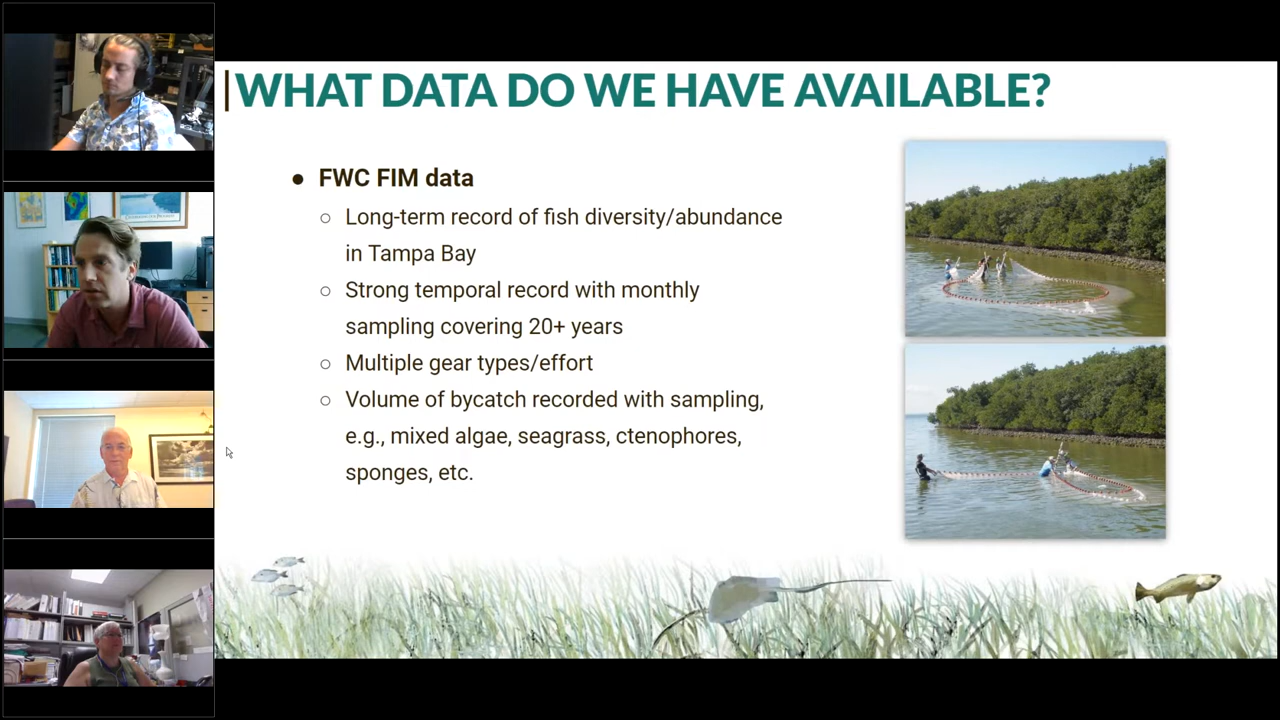 WHAT DATA DO WE HAVE AVAILABLE?
● FWC FIM data
○ Long-term record of fish diversity/abundance
in Tampa Bay
○ Strong temporal record with monthly
sampling covering 20+ years
○ Multiple gear types/effort
○ Volume of bycatch recorded with sampling,
e.g., mixed algae, seagrass, ctenophores,
sponges, etc.